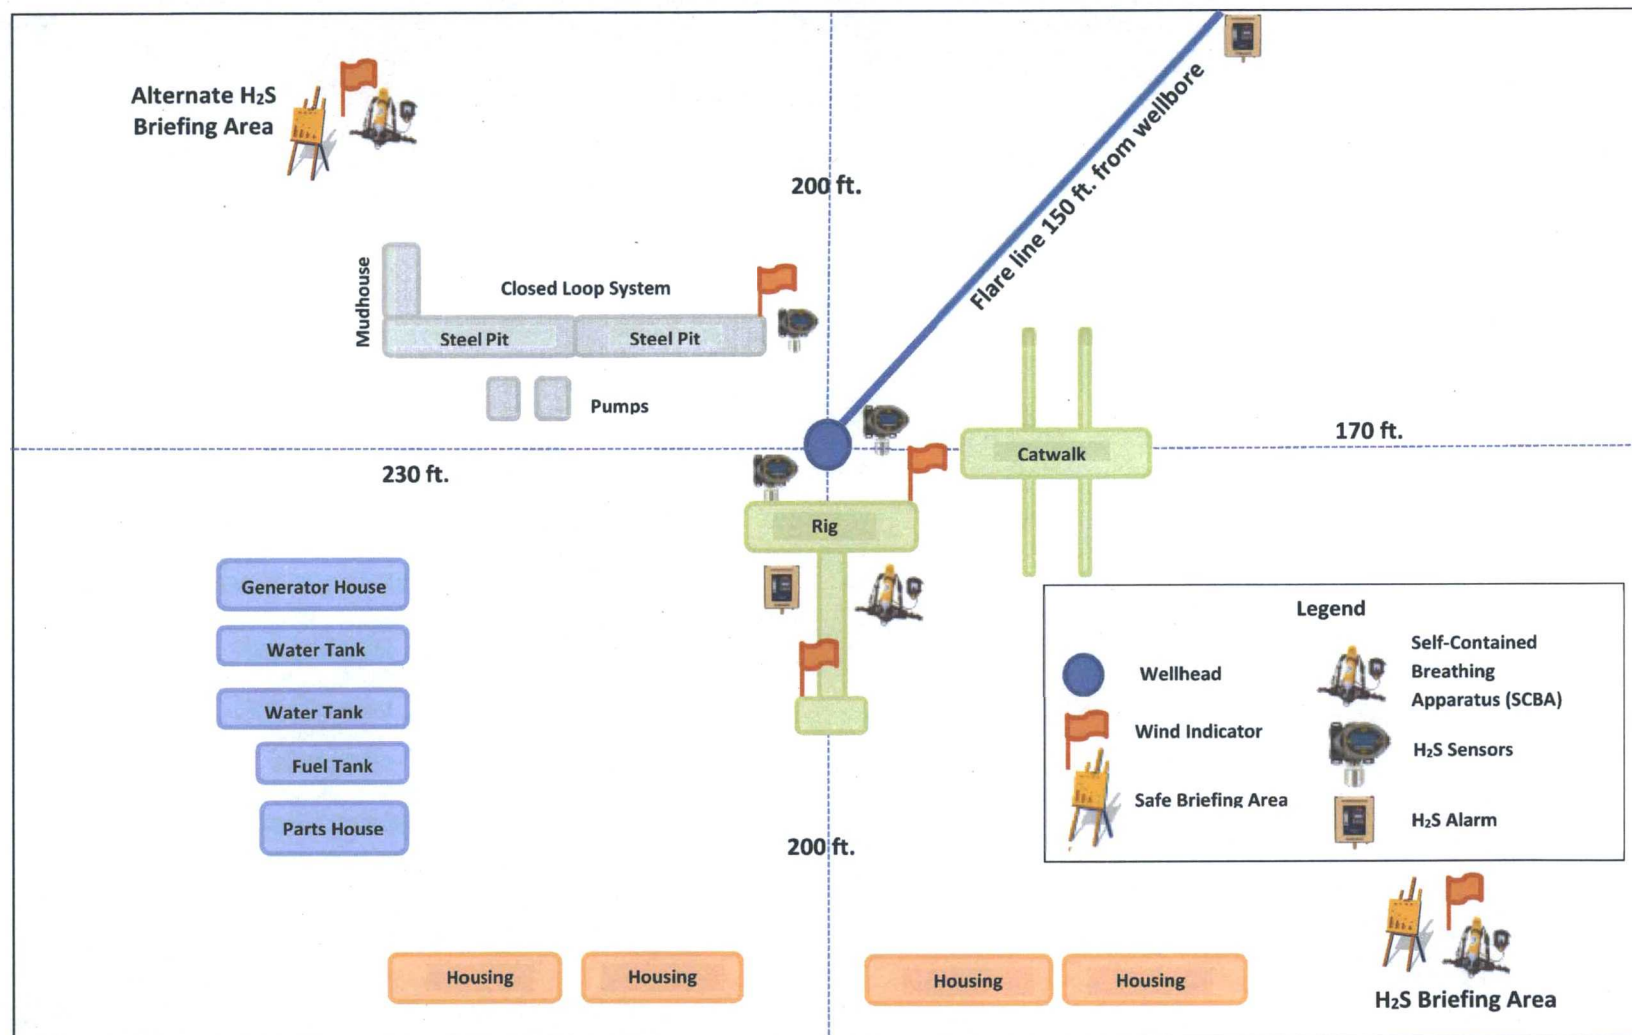 Alternate H₂S
Briefing Area
200 ft.
Flare line 150 ft. from wellbore
Mudhouse
Closed Loop System
Steel Pit
Steel Pit
Pumps
170 ft.
230 ft.
Catwalk
Rig
Generator House
Water Tank
Water Tank
Fuel Tank
Parts House
200 ft.
Legend
Wellhead
Self-Contained
Breathing
Apparatus (SCBA)
Wind Indicator
H₂S Sensors
Safe Briefing Area
H₂S Alarm
Housing
Housing
Housing
Housing
H₂S Briefing Area